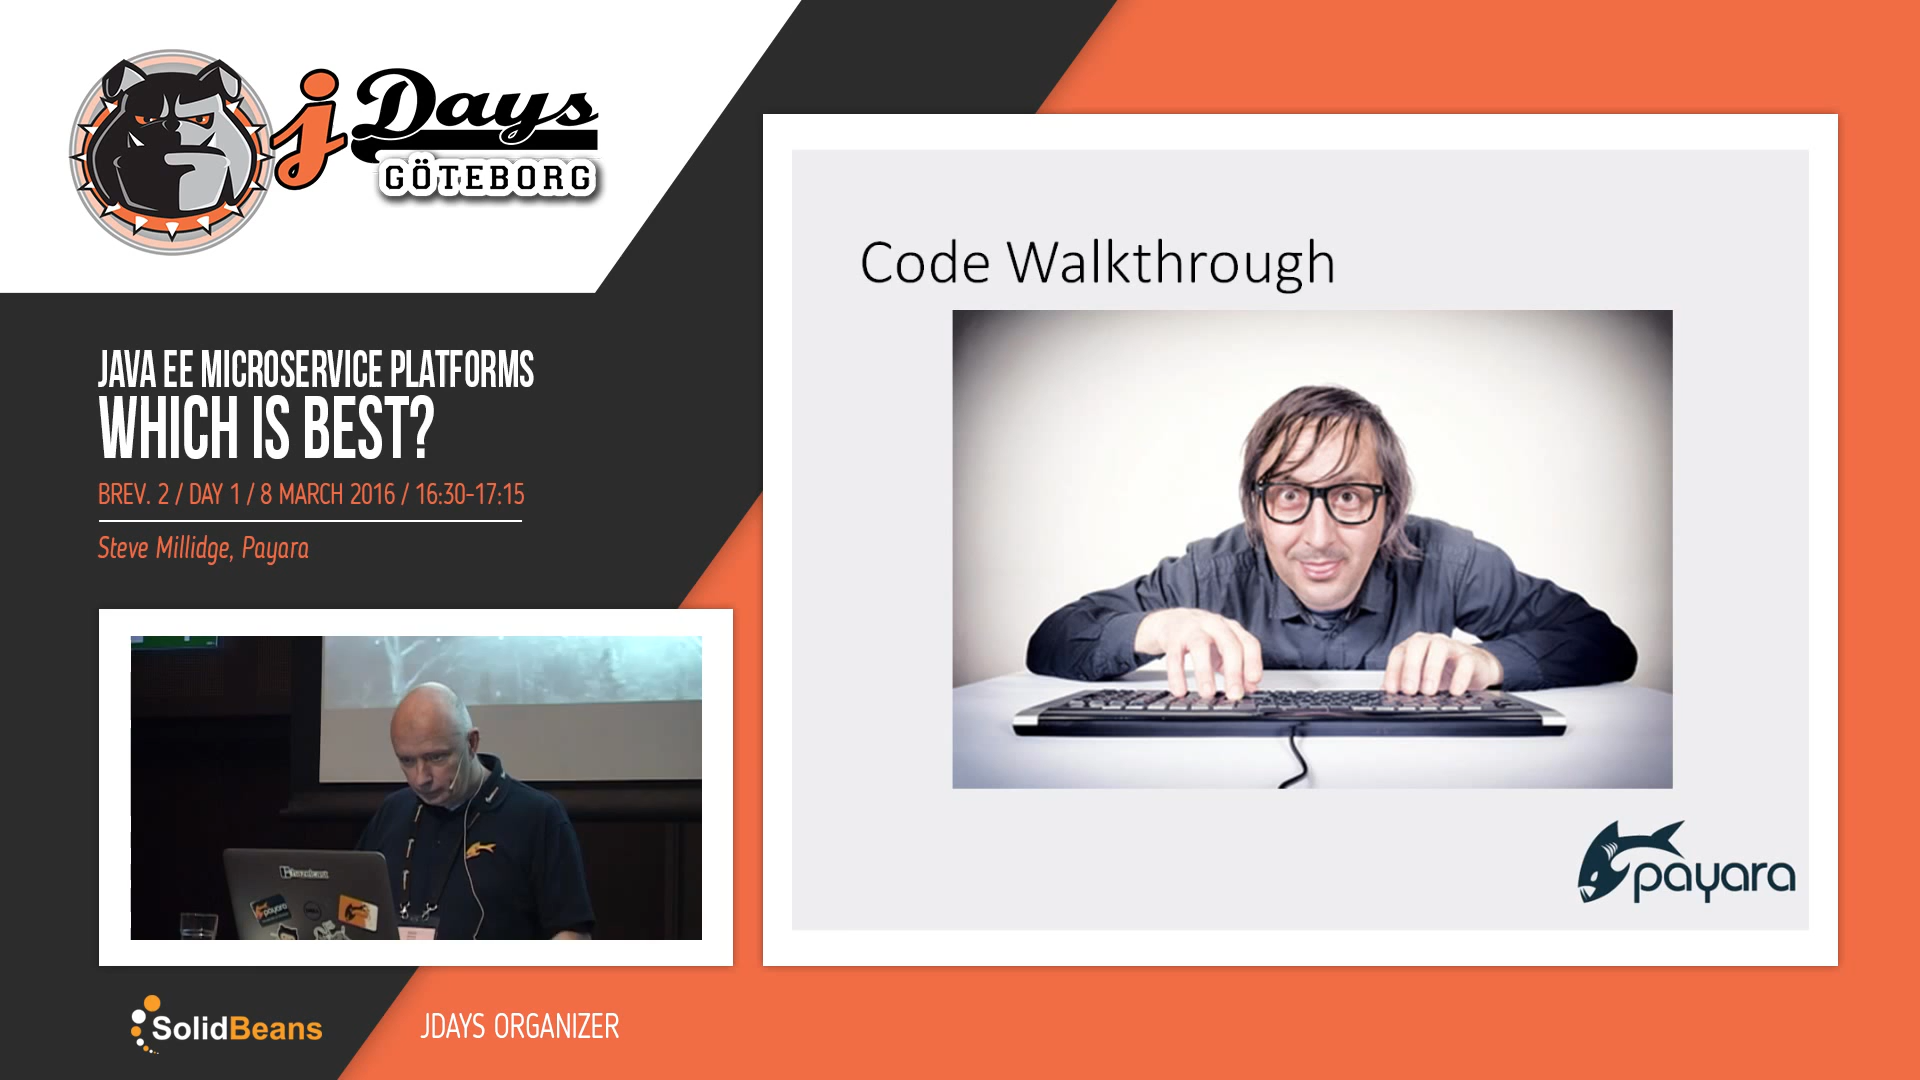 jDays
GÖTEBORG
JAVA EE MICROSERVICE PLATFORMS
WHICH IS BEST?
BREV. 2 / DAY 1 / 8 MARCH 2016 / 16:30-17:15
Steve Millidge, Payara
Code Walkthrough
payara
payara
SolidBeans
JDAYS ORGANIZER